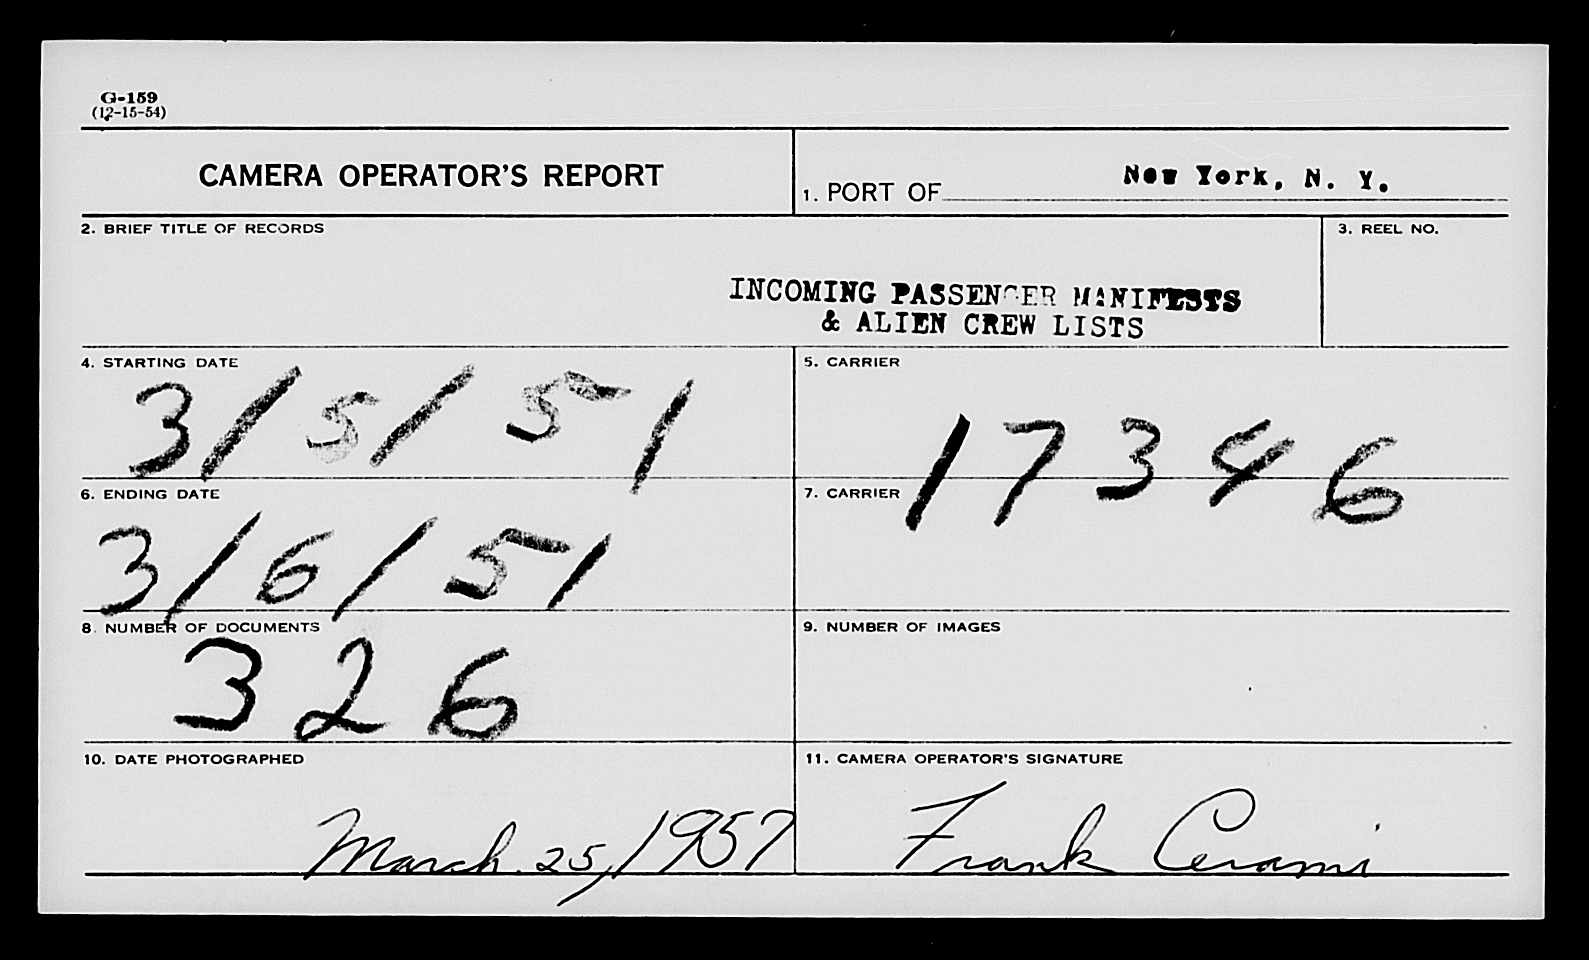 G-159
(12-15-54)
CAMERA OPERATOR'S REPORT
1. PORT OF New York, N. Y.
2. BRIEF TITLE OF RECORDS
3. REEL NO.
INCOMING PASSENGER MANIFESTS
& ALIEN CREW LISTS
4. STARTING DATE
3/5/51
5. CARRIER
17346
6. ENDING DATE
3/6/51
7. CARRIER
8. NUMBER OF DOCUMENTS
326
9. NUMBER OF IMAGES
10. DATE PHOTOGRAPHED
March 25, 1957
11. CAMERA OPERATOR'S SIGNATURE
Frank Cerami